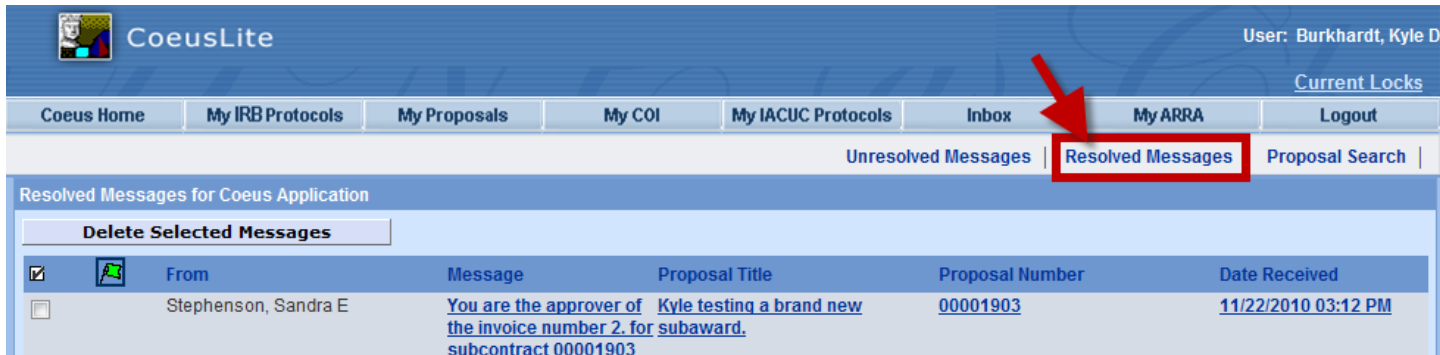 CoeusLite
User: Burkhardt, Kyle D
Current Locks
Coeus Home My IRB Protocols My Proposals My COI My IACUC Protocols Inbox My ARRA Logout
Unresolved Messages | Resolved Messages Proposal Search |
Resolved Messages for Coeus Application
Delete Selected Messages
From Message Proposal Title Proposal Number Date Received
Stephenson, Sandra E You are the approver of Kyle testing a brand new 00001903 11/22/2010 03:12 PM
the invoice number 2. for subaward.
subcontract 00001903